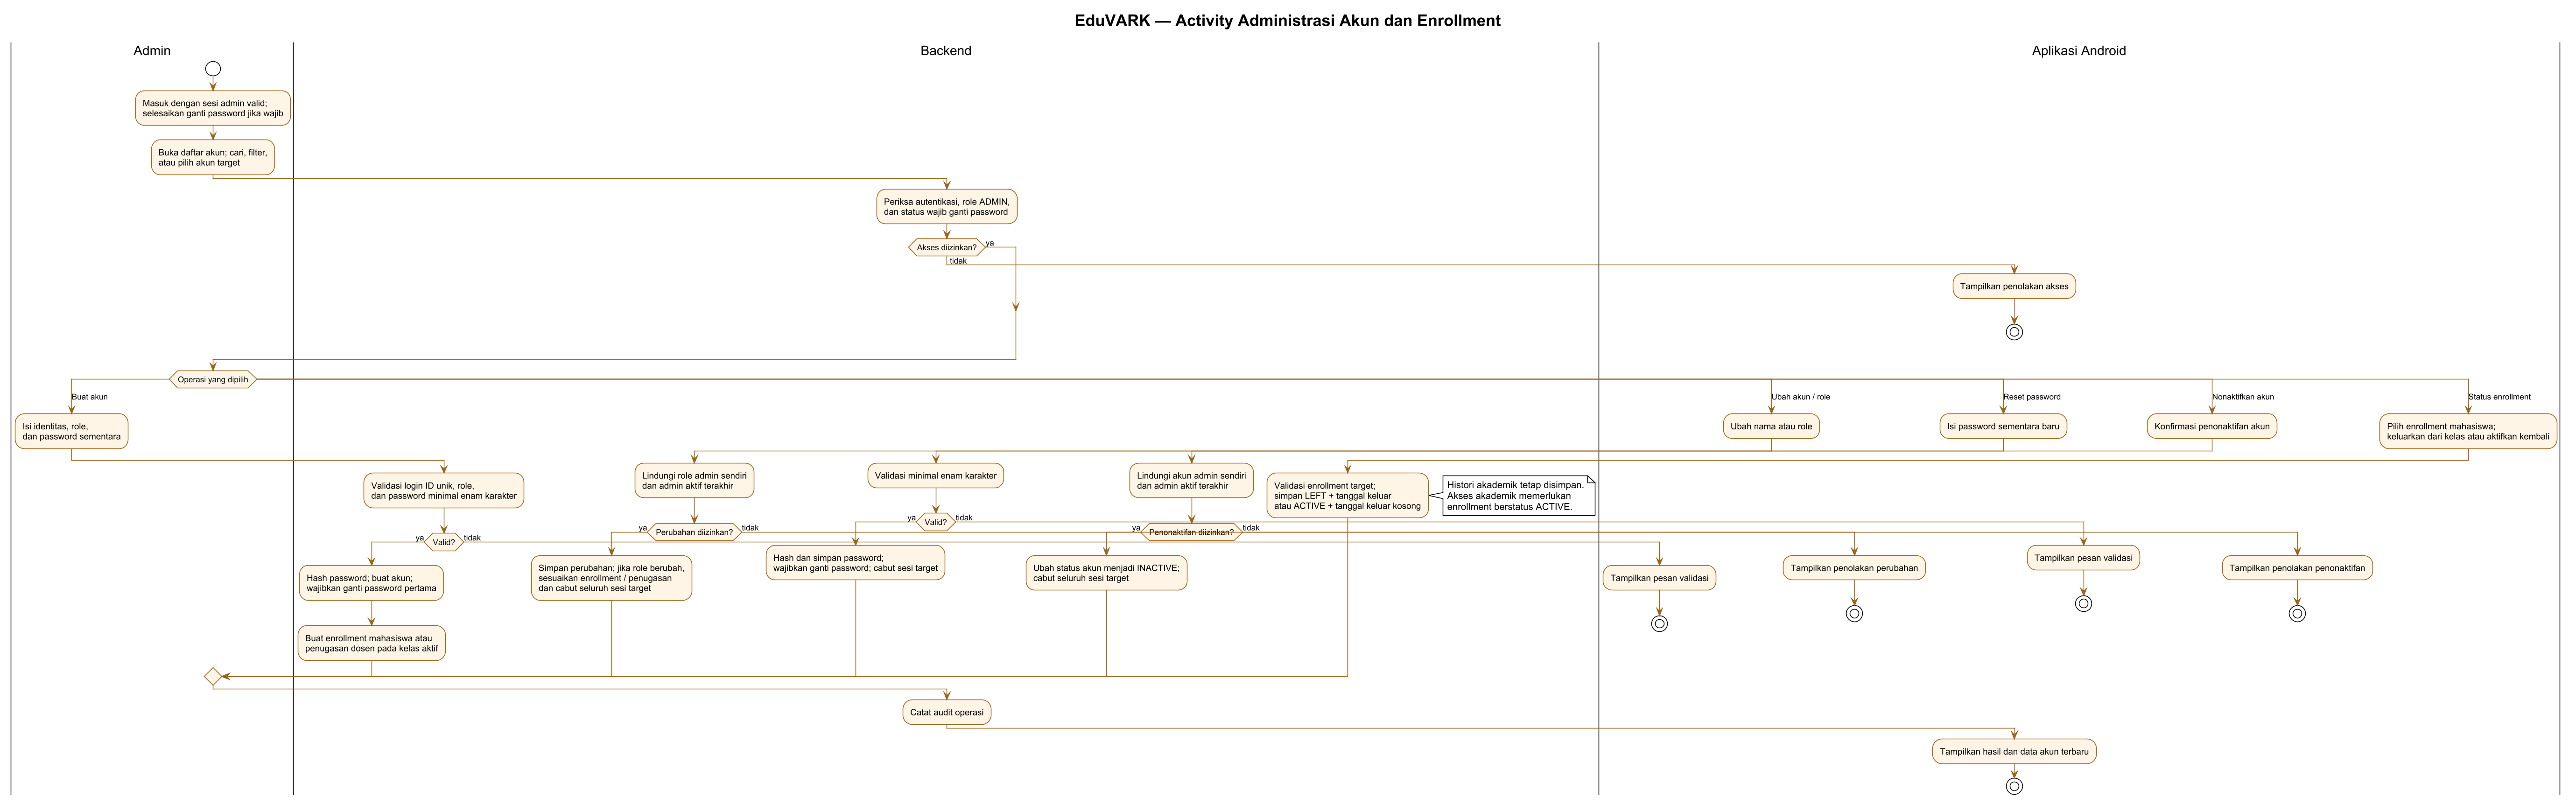 EduVARK — Activity Administrasi Akun dan Enrollment
Admin
Backend
Aplikasi Android
Masuk dengan sesi admin valid;
selesaikan ganti password jika wajib
Buka daftar akun; cari, filter,
atau pilih akun target
Periksa autentikasi, role ADMIN,
dan status wajib ganti password
Akses diizinkan?
ya
tidak
Tampilkan penolakan akses
Operasi yang dipilih
Buat akun
Ubah akun / role
Reset password
Nonaktifkan akun
Status enrollment
Isi identitas, role,
dan password sementara
Ubah nama atau role
Isi password sementara baru
Konfirmasi penonaktifan akun
Pilih enrollment mahasiswa;
keluarkan dari kelas atau aktifkan kembali
Validasi login ID unik, role,
dan password minimal enam karakter
Lindungi role admin sendiri
dan admin aktif terakhir
Validasi minimal enam karakter
Lindungi akun admin sendiri
dan admin aktif terakhir
Validasi enrollment target;
simpan LEFT + tanggal keluar
atau ACTIVE + tanggal keluar kosong
Histori akademik tetap disimpan.
Akses akademik memerlukan
enrollment berstatus ACTIVE.
ya
Valid?
tidak
ya
Perubahan diizinkan?
tidak
ya
Valid?
tidak
ya
Penonaktifan diizinkan?
tidak
Hash password; buat akun;
wajibkan ganti password pertama
Simpan perubahan; jika role berubah,
sesuaikan enrollment / penugasan
dan cabut seluruh sesi target
Hash dan simpan password;
wajibkan ganti password; cabut sesi target
Ubah status akun menjadi INACTIVE;
cabut seluruh sesi target
Tampilkan pesan validasi
Tampilkan penolakan perubahan
Tampilkan pesan validasi
Tampilkan penolakan penonaktifan
Buat enrollment mahasiswa atau
penugasan dosen pada kelas aktif
Catat audit operasi
Tampilkan hasil dan data akun terbaru